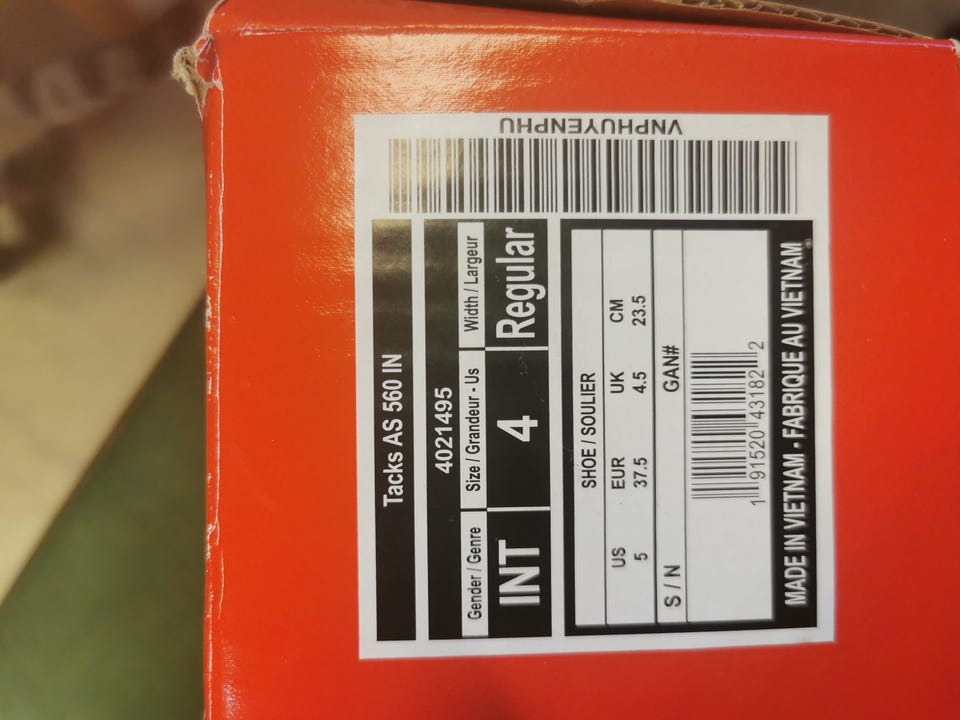 VNPHUYENPHU
Tacks AS 560 IN
4021495
Gender / Genre Size / Grandeur - Us Width / Largeur
INT 4 Regular
SHOE / SOULIER
US EUR UK CM
5 37.5 4.5 23.5
S / N GAN#
1 91520 43182 2
MADE IN VIETNAM - FABRIQUE AU VIETNAM